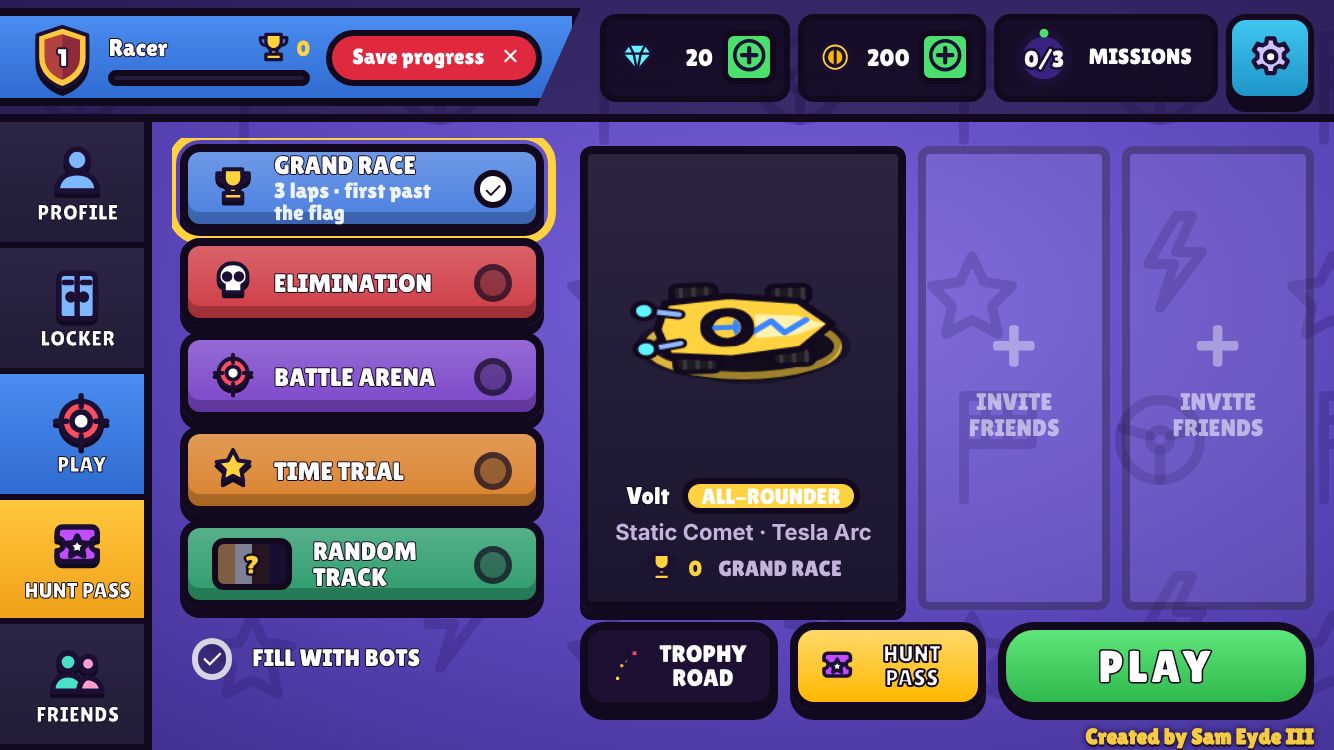 1
Racer
0
Save progress ×
20
200
0/3
MISSIONS
PROFILE
LOCKER
PLAY
HUNT PASS
FRIENDS
GRAND RACE
3 laps · first past
the flag
ELIMINATION
BATTLE ARENA
TIME TRIAL
?
RANDOM
TRACK
FILL WITH BOTS
Volt
ALL-ROUNDER
Static Comet · Tesla Arc
0 GRAND RACE
INVITE
FRIENDS
INVITE
FRIENDS
TROPHY
ROAD
HUNT
PASS
PLAY
Created by Sam Eyde III